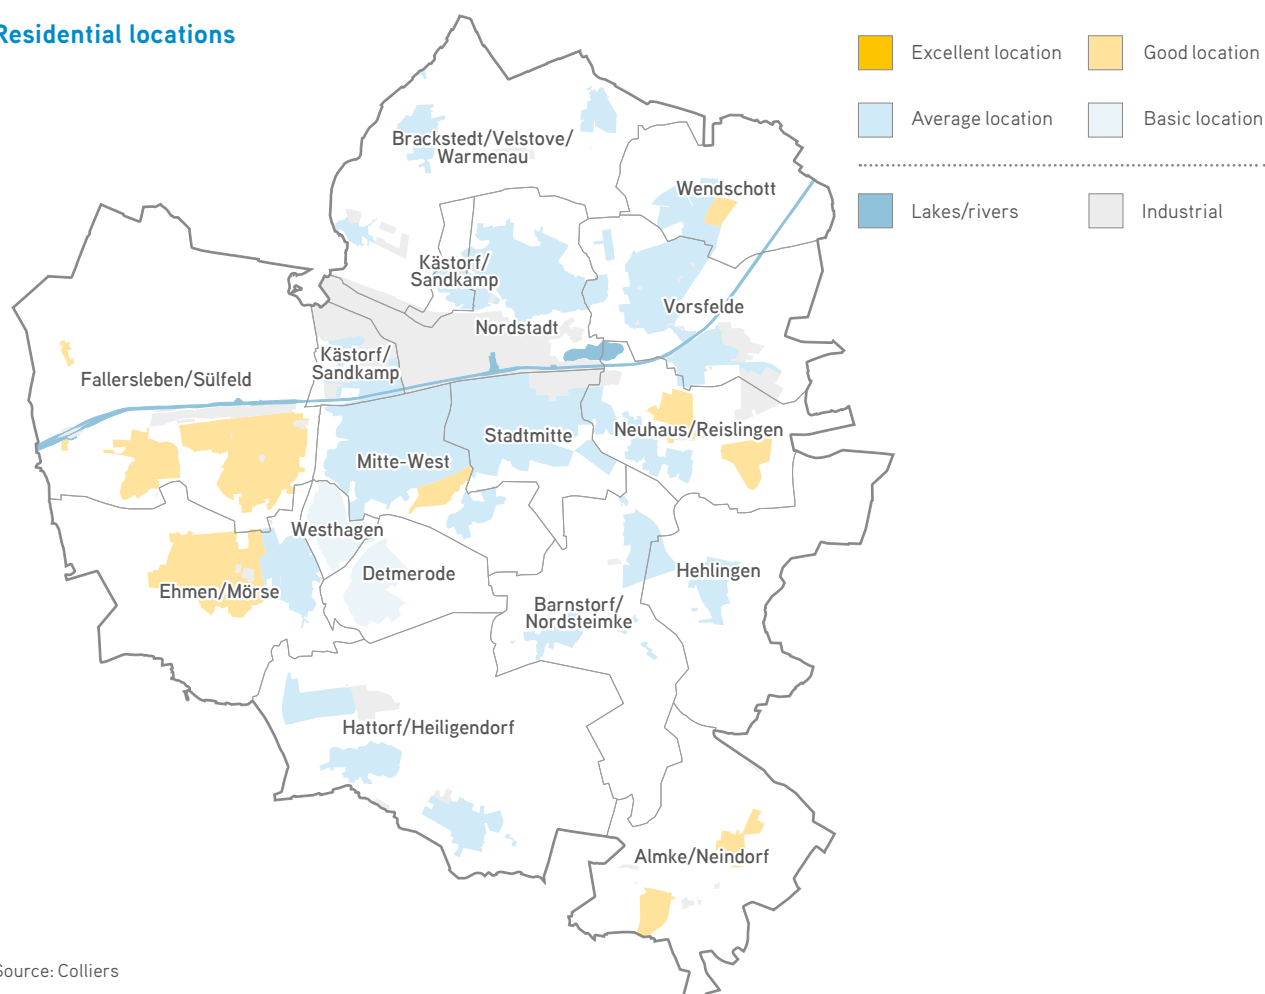 Residential locations
Excellent location
Good location
Average location
Basic location
Lakes/rivers
Industrial
Brackstedt/Velstove/
Warmenau
Wendschott
Kästorf/
Sandkamp
Vorsfelde
Nordstadt
Kästorf/
Sandkamp
Fallersleben/Sülfeld
Stadtmitte
Neuhaus/Reislingen
Mitte-West
Westhagen
Detmerode
Hehlingen
Ehmen/Mörse
Barnstorf/
Nordsteimke
Hattorf/Heiligendorf
Almke/Neindorf
Source: Colliers